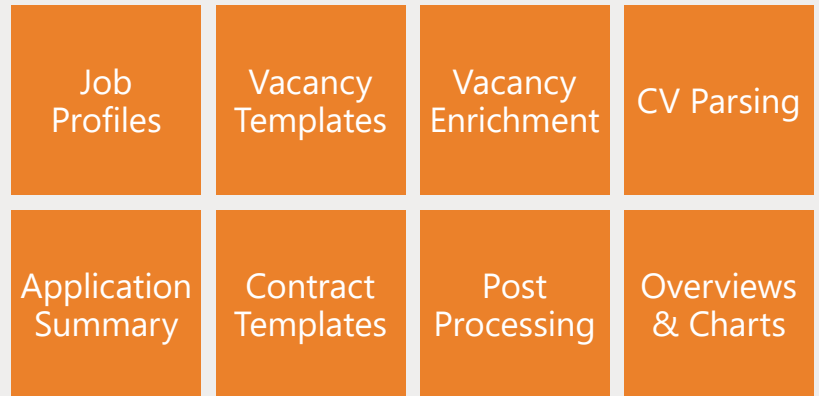 Job
Profiles
Vacancy
Templates
Vacancy
Enrichment
CV Parsing
Application
Summary
Contract
Templates
Post
Processing
Overviews
& Charts